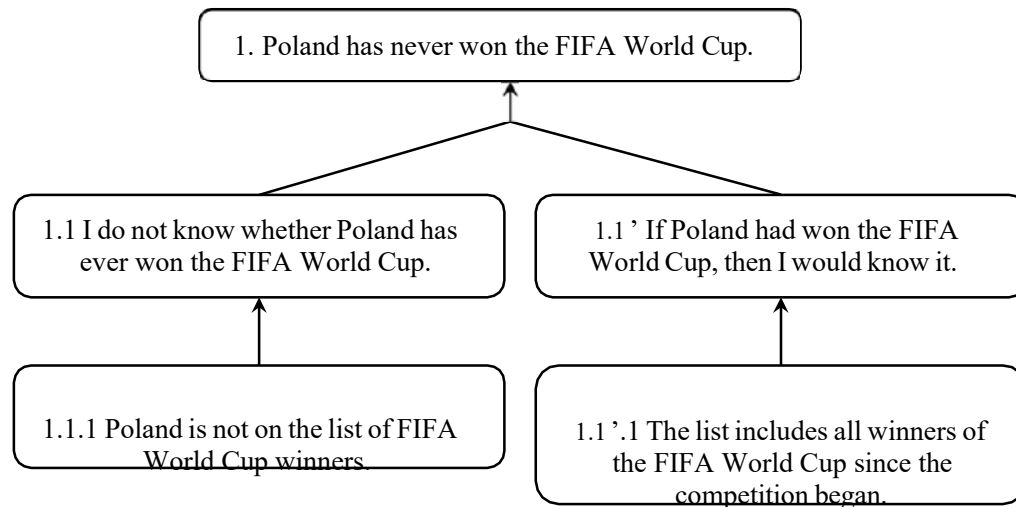 1. Poland has never won the FIFA World Cup.
1.1 I do not know whether Poland has
ever won the FIFA World Cup.
1.1 ’ If Poland had won the FIFA
World Cup, then I would know it.
1.1.1 Poland is not on the list of FIFA
World Cup winners.
1.1 ’.1 The list includes all winners of
the FIFA World Cup since the
competition began.